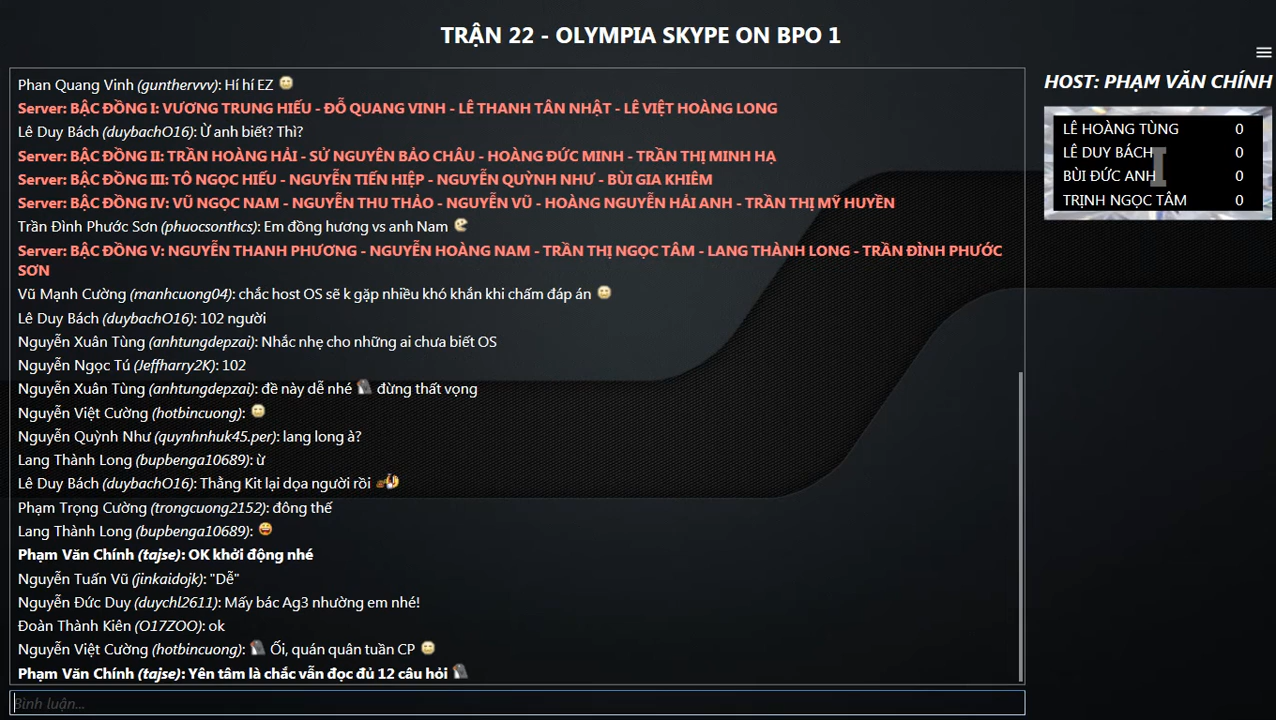 TRẬN 22 - OLYMPIA SKYPE ON BPO 1
Phan Quang Vinh (gunthervvv): Hí hí EZ
Server: BẬC ĐỒNG I: VƯƠNG TRUNG HIẾU - ĐỖ QUANG VINH - LÊ THANH TÂN NHẬT - LÊ VIỆT HOÀNG LONG
Lê Duy Bách (duybachO16): Ừ anh biết? Thì?
Server: BẬC ĐỒNG II: TRẦN HOÀNG HẢI - SỬ NGUYÊN BẢO CHÂU - HOÀNG ĐỨC MINH - TRẦN THỊ MINH HẠ
Server: BẬC ĐỒNG III: TÔ NGỌC HIẾU - NGUYỄN TIẾN HIỆP - NGUYỄN QUỲNH NHƯ - BÙI GIA KHIÊM
Server: BẬC ĐỒNG IV: VŨ NGỌC NAM - NGUYỄN THU THẢO - NGUYỄN VŨ - HOÀNG NGUYỄN HẢI ANH - TRẦN THỊ MỸ HUYỀN
Trần Đình Phước Sơn (phuocsonthcs): Em đồng hương vs anh Nam
Server: BẬC ĐỒNG V: NGUYỄN THANH PHƯƠNG - NGUYỄN HOÀNG NAM - TRẦN THỊ NGỌC TÂM - LANG THÀNH LONG - TRẦN ĐÌNH PHƯỚC
SƠN
Vũ Mạnh Cường (manhcuong04): chắc host OS sẽ k gặp nhiều khó khăn khi chấm đáp án
Lê Duy Bách (duybachO16): 102 người
Nguyễn Xuân Tùng (anhtungdepzai): Nhắc nhẹ cho những ai chưa biết OS
Nguyễn Ngọc Tú (Jeffharry2K): 102
Nguyễn Xuân Tùng (anhtungdepzai): đề này dễ nhé đừng thất vọng
Nguyễn Việt Cường (hotbincuong):
Nguyễn Quỳnh Như (quynhnhuk45.per): lang long à?
Lang Thành Long (bupbenga10689): ừ
Lê Duy Bách (duybachO16): Thằng Kit lại dọa người rồi
Phạm Trọng Cường (trongcuong2152): đông thế
Lang Thành Long (bupbenga10689):
Phạm Văn Chính (tajse): OK khởi động nhé
Nguyễn Tuấn Vũ (jinkaidojk): "Dễ"
Nguyễn Đức Duy (duychl2611): Mấy bác Ag3 nhường em nhé!
Đoàn Thành Kiên (O17ZOO): ok
Nguyễn Việt Cường (hotbincuong): Ối, quán quân tuần CP
Phạm Văn Chính (tajse): Yên tâm là chắc vẫn đọc đủ 12 câu hỏi
Bình luận...
HOST: PHẠM VĂN CHÍNH
LÊ HOÀNG TÙNG 0
LÊ DUY BÁCH 0
BÙI ĐỨC ANH 0
TRỊNH NGỌC TÂM 0